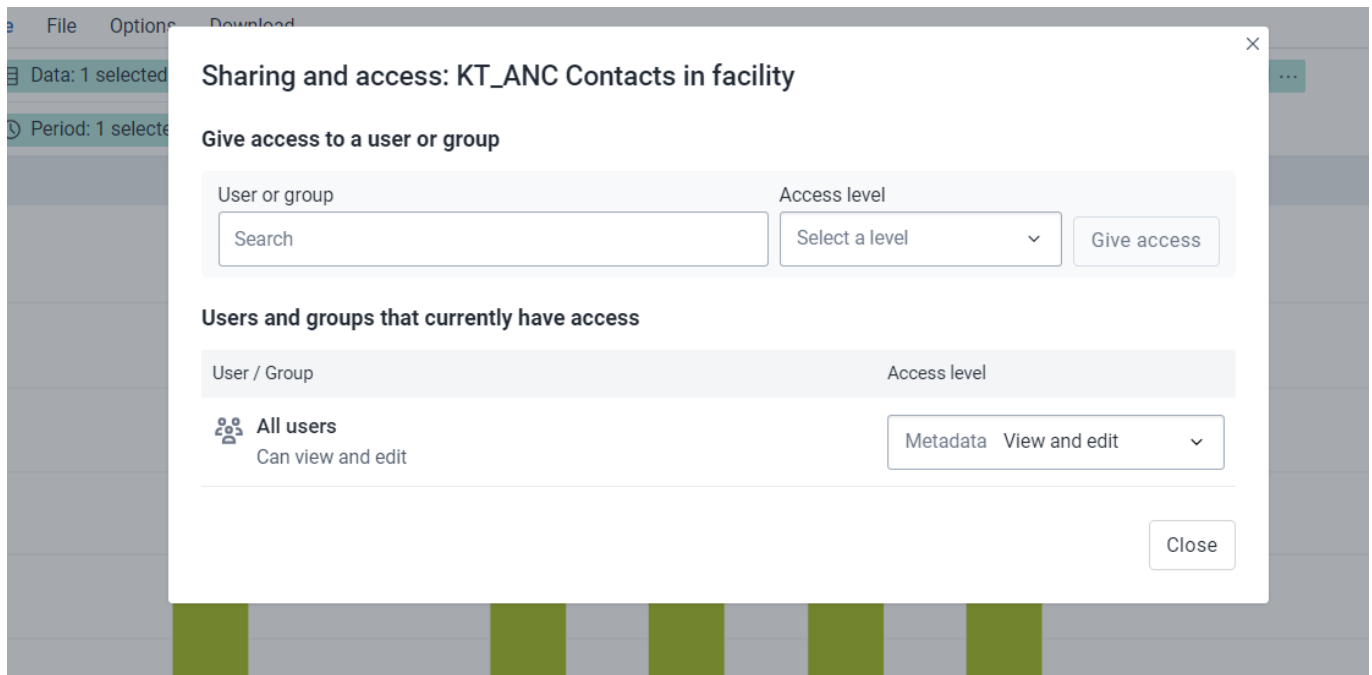 e File Options Download
Data: 1 selected
Period: 1 selecte
Sharing and access: KT_ANC Contacts in facility
Give access to a user or group
User or group Access level
Search Select a level Give access
Users and groups that currently have access
User / Group Access level
All users
Can view and edit
Metadata View and edit
Close